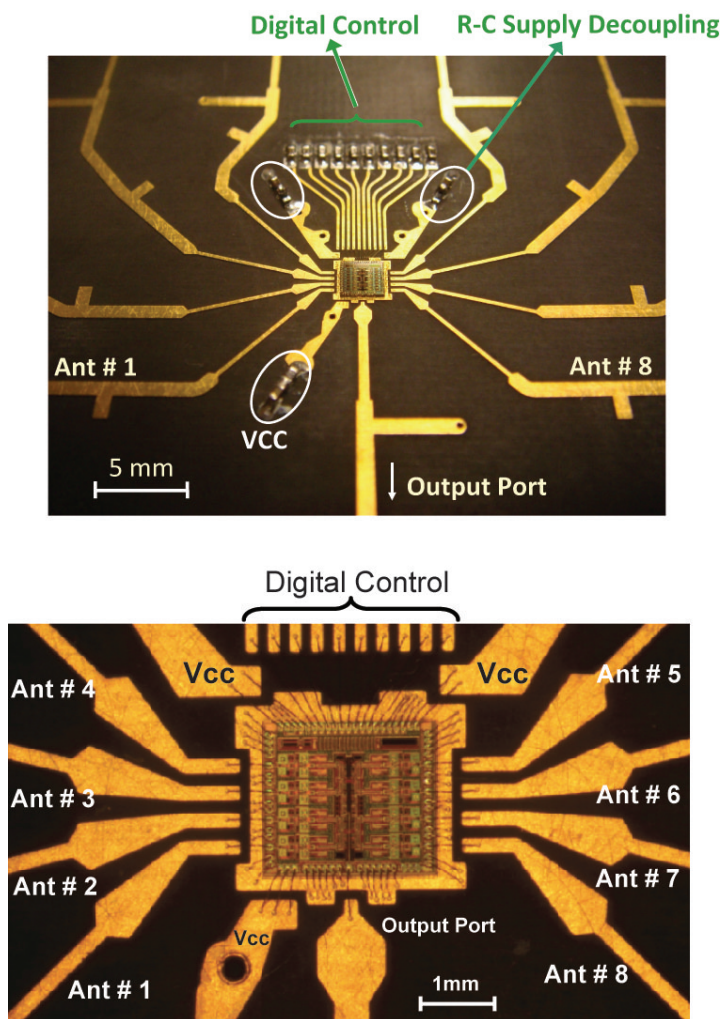 Digital Control
R-C Supply Decoupling
Ant # 1
Ant # 8
VCC
5 mm
Output Port
Digital Control
Vcc
Vcc
Ant # 4
Ant # 5
Ant # 3
Ant # 6
Ant # 2
Ant # 7
Vcc
Output Port
Ant # 1
Ant # 8
1mm